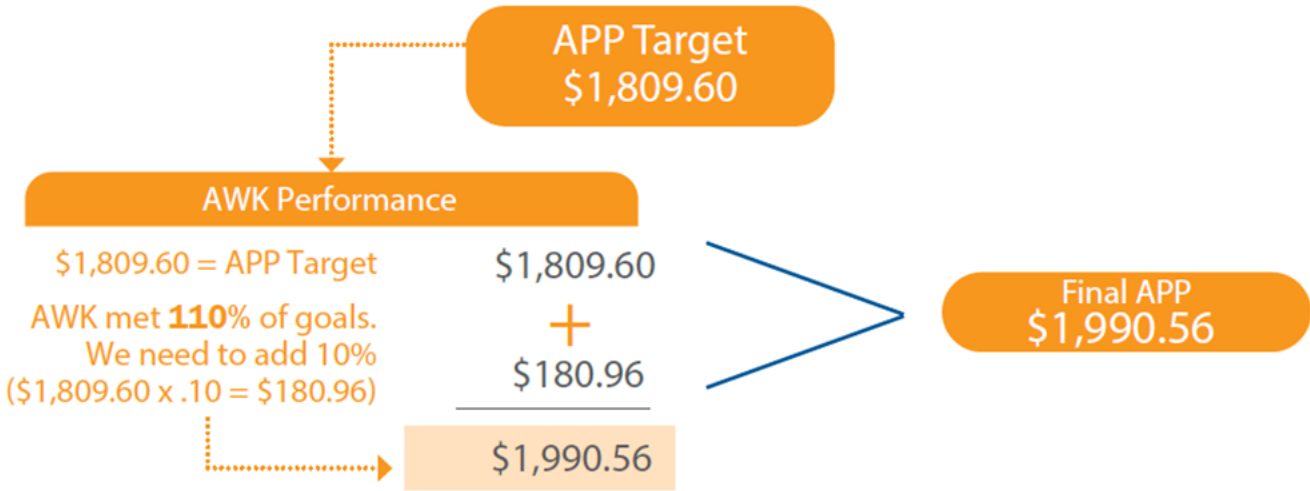 APP Target
$1,809.60
AWK Performance
$1,809.60 = APP Target
AWK met 110% of goals.
We need to add 10%
($1,809.60 x .10 = $180.96)
$1,809.60
+
$180.96
$1,990.56
Final APP
$1,990.56